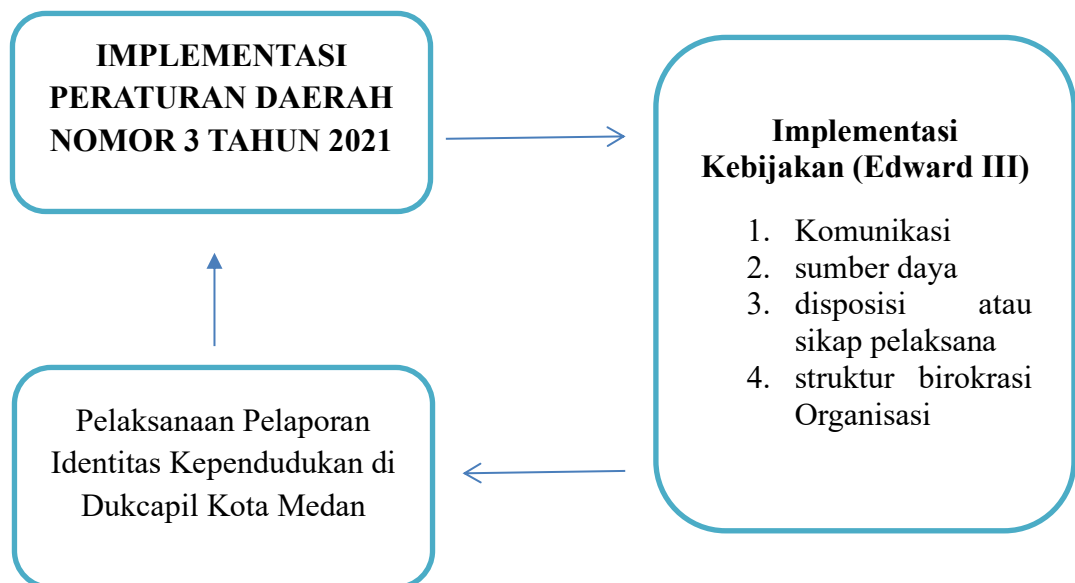 IMPLEMENTASI
PERATURAN DAERAH
NOMOR 3 TAHUN 2021
Implementasi
Kebijakan (Edward III)
1. Komunikasi
2. sumber daya
3. disposisi atau
sikap pelaksana
4. struktur birokrasi
Organisasi
Pelaksanaan Pelaporan
Identitas Kependudukan di
Dukcapil Kota Medan